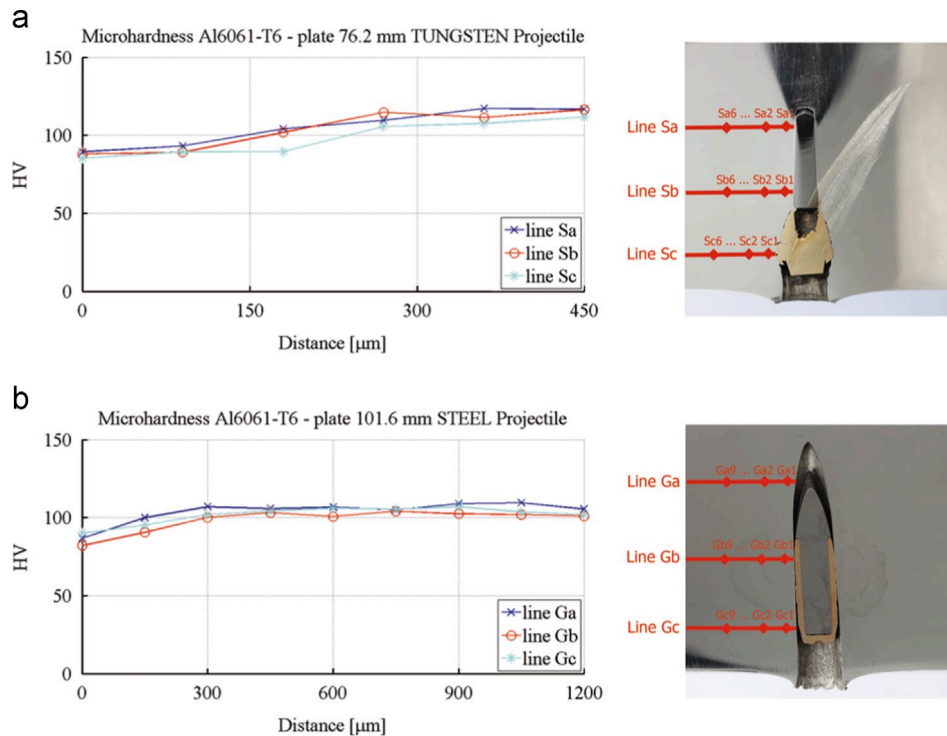 a
Microhardness Al6061-T6 - plate 76.2 mm TUNGSTEN Projectile
150
100
50
0
HV
0 150 300 450
Distance [μm]
line Sa
line Sb
line Sc
Line Sa
Sa6 ... Sa2 Sa1
Line Sb
Sb6 ... Sb2 Sb1
Line Sc
Sc6 ... Sc2 Sc1
b
Microhardness Al6061-T6 - plate 101.6 mm STEEL Projectile
150
100
50
0
HV
0 300 600 900 1200
Distance [μm]
line Ga
line Gb
line Gc
Line Ga
Ga9 ... Ga2 Ga1
Line Gb
Gb9 ... Gb2 Gb1
Line Gc
Gc9 ... Gc2 Gc1